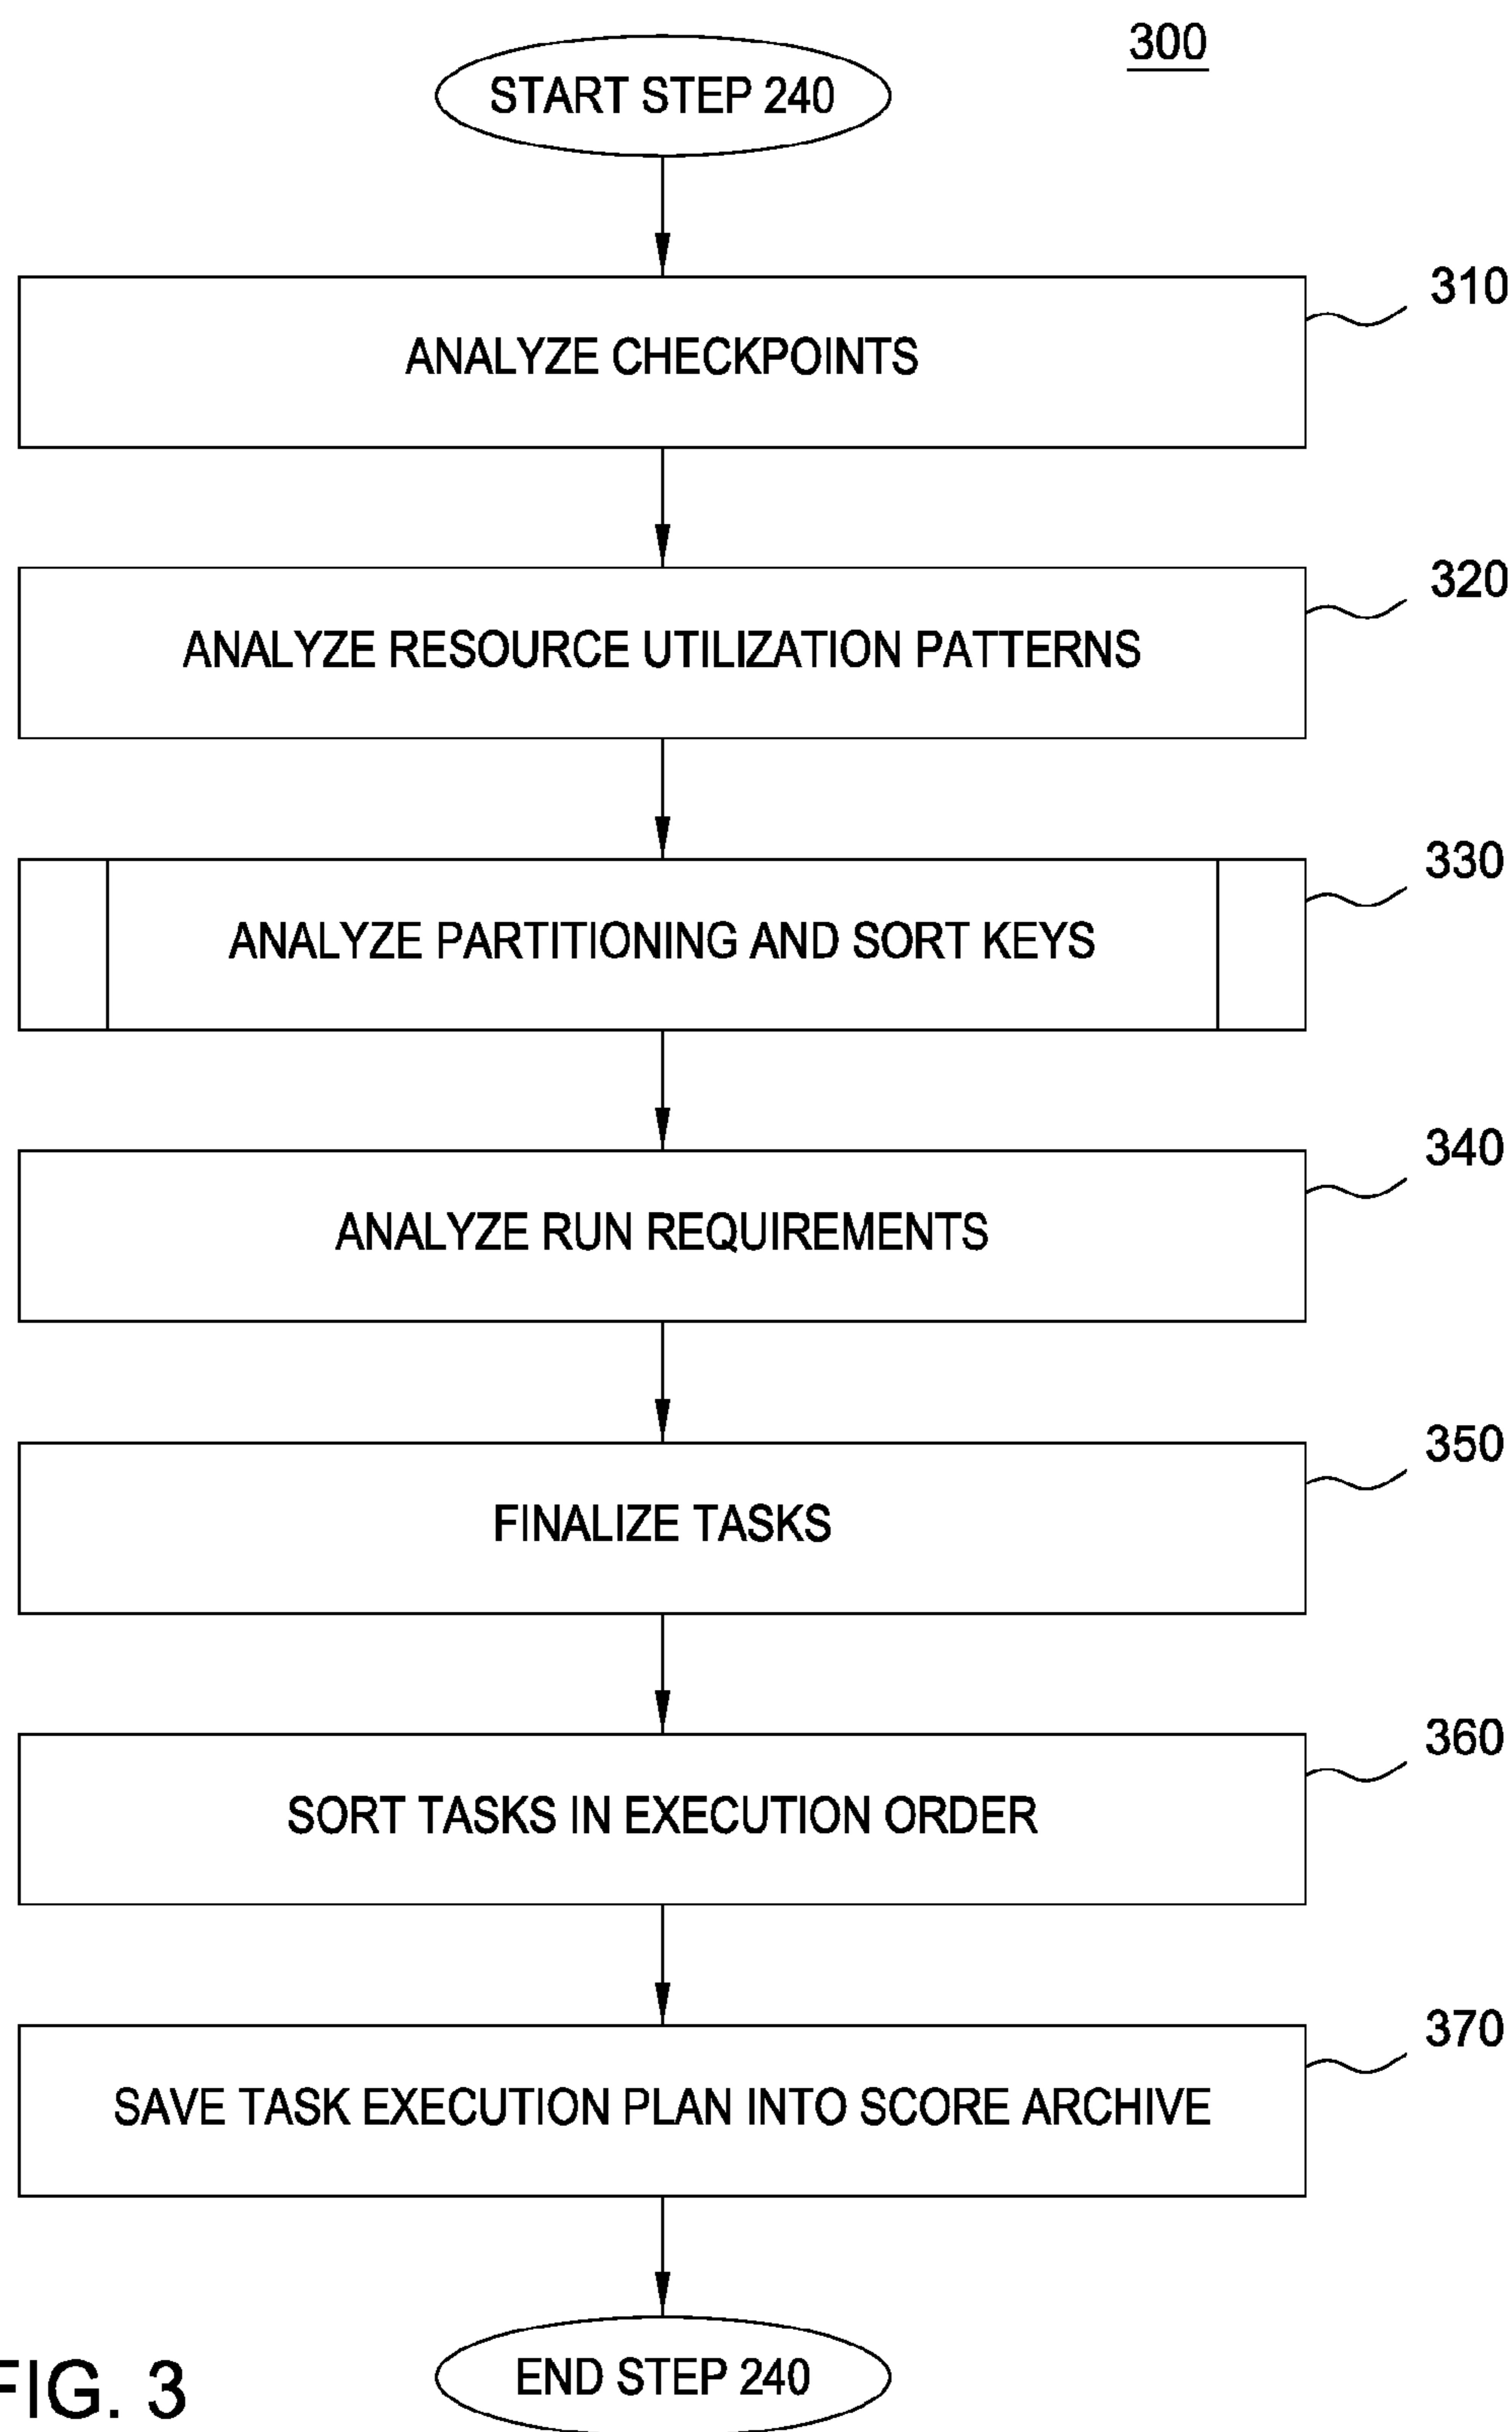 300
START STEP 240
310
ANALYZE CHECKPOINTS
320
ANALYZE RESOURCE UTILIZATION PATTERNS
330
ANALYZE PARTITIONING AND SORT KEYS
340
ANALYZE RUN REQUIREMENTS
350
FINALIZE TASKS
360
SORT TASKS IN EXECUTION ORDER
370
SAVE TASK EXECUTION PLAN INTO SCORE ARCHIVE
END STEP 240
FIG. 3